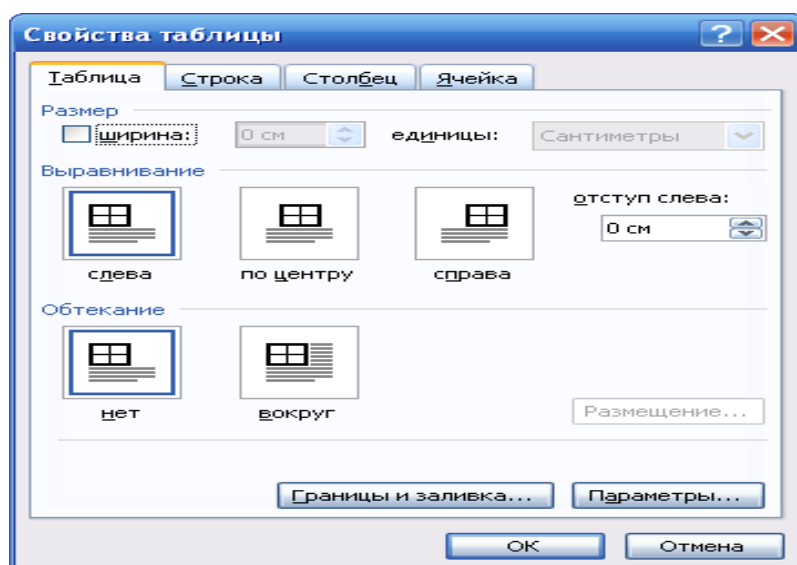 Свойства таблицы
?
Таблица Строка Столбец Ячейка
Размер
ширина: 0 см единицы: Сантиметры
Выравнивание
отступ слева:
0 см
слева по центру справа
Обтекание
нет вокруг Размещение...
Границы и заливка... Параметры...
ОК Отмена